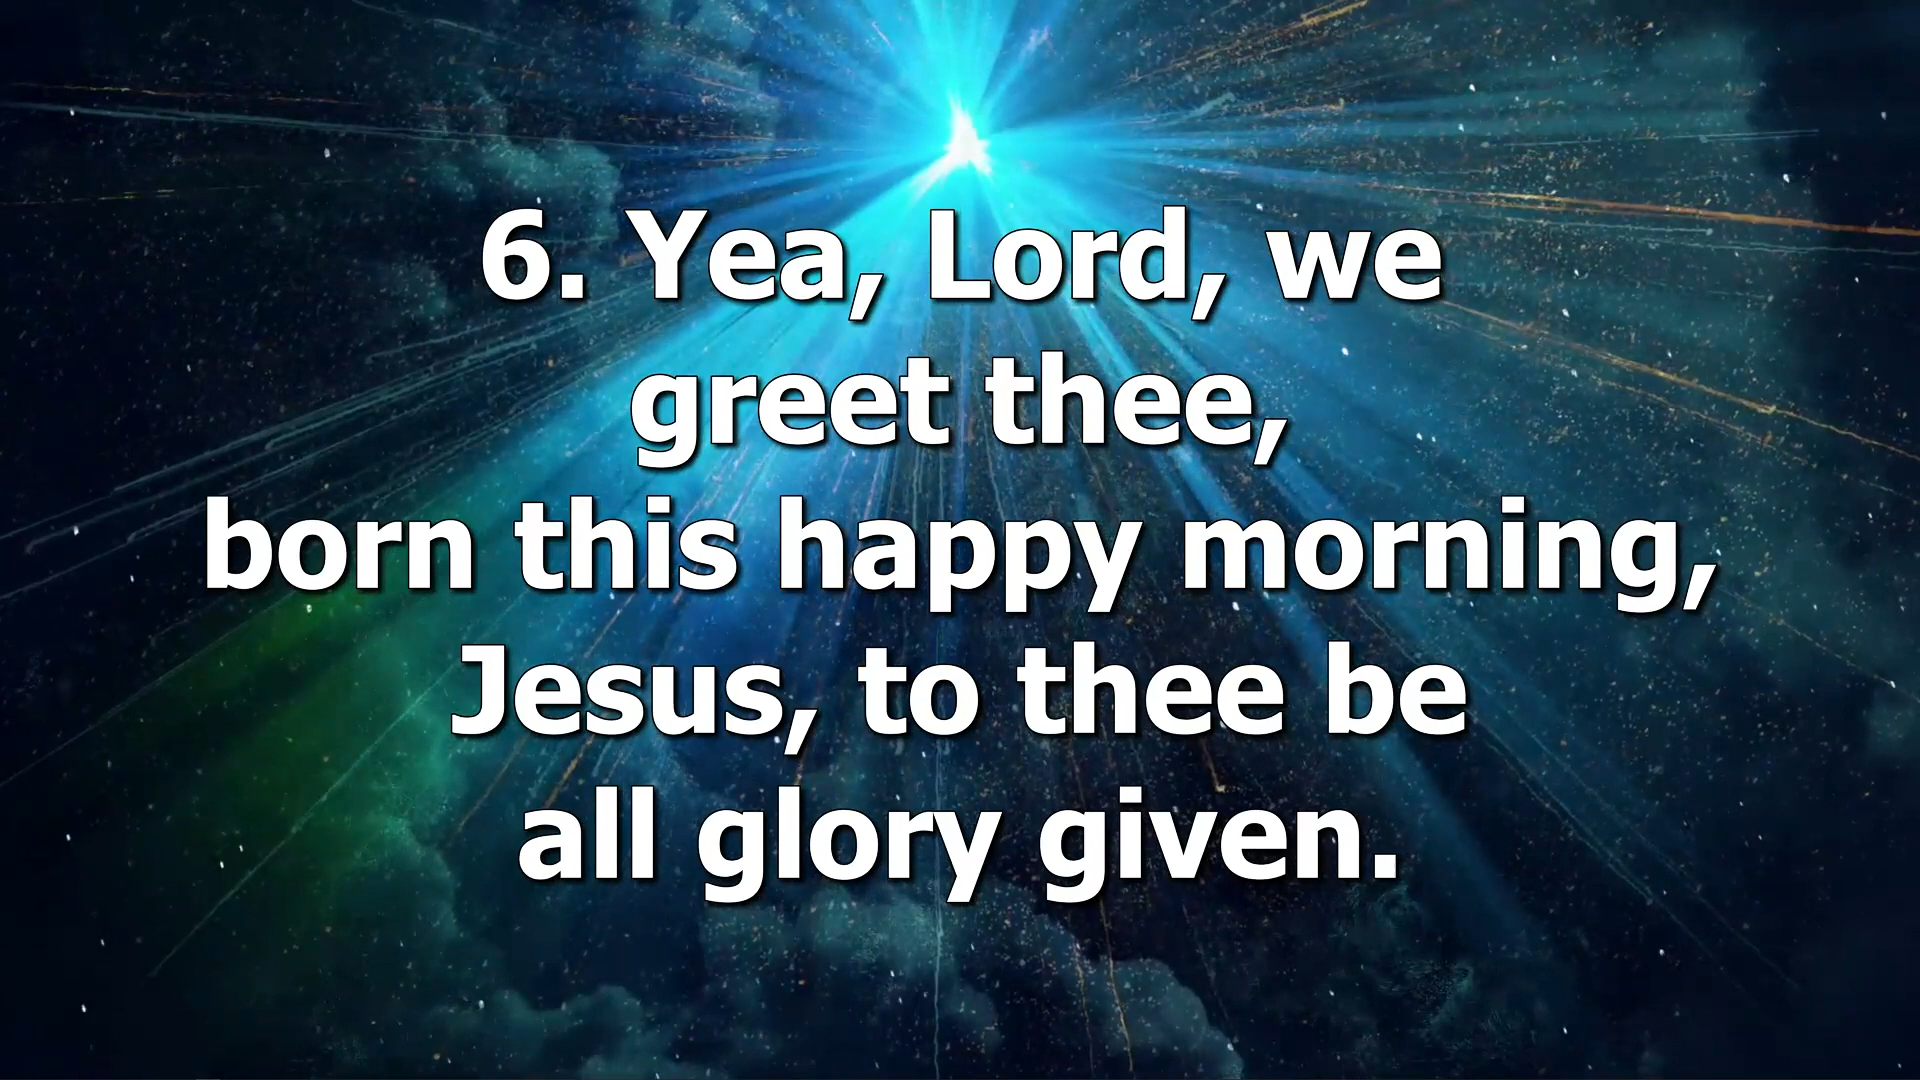 6. Yea, Lord, we
greet thee,
born this happy morning,
Jesus, to thee be
all glory given.